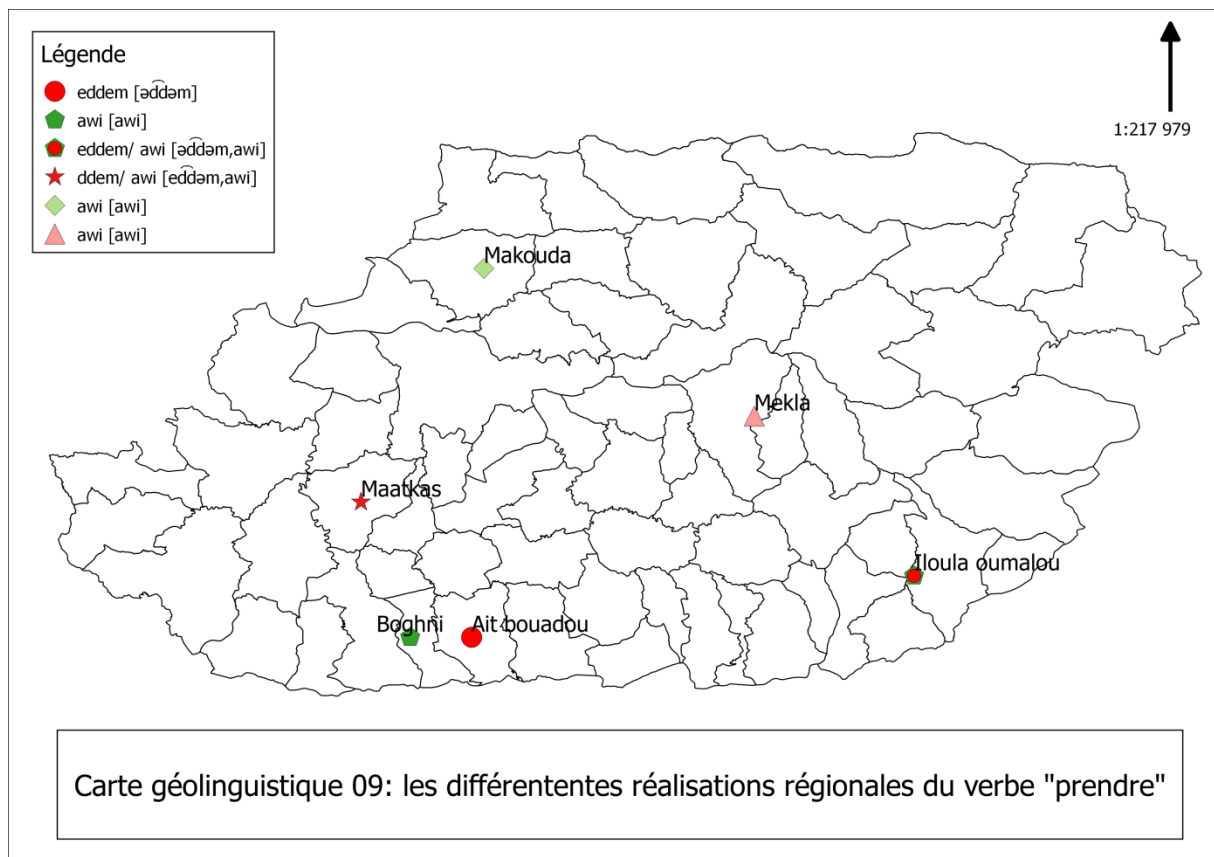 Légende
eddem [əd͡dəm]
awi [awi]
eddem/ awi [əd͡dəm,awi]
ddem/ awi [ed͡dəm,awi]
awi [awi]
awi [awi]
1:217 979
Makouda
Mekla
Maatkas
Iloula oumalou
Boghni
Ait bouadou
Carte géolinguistique 09: les différententes réalisations régionales du verbe "prendre"